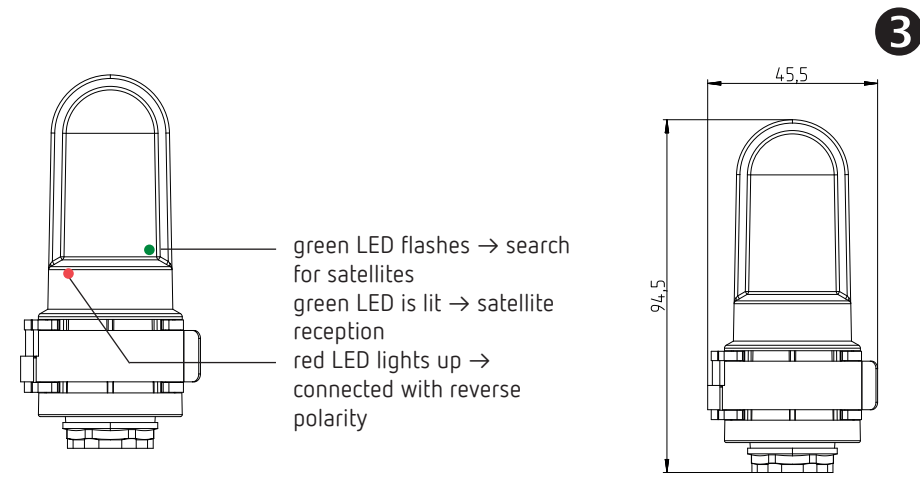 3
green LED flashes → search
for satellites
green LED is lit → satellite
reception
red LED lights up →
connected with reverse
polarity
45,5
94,5